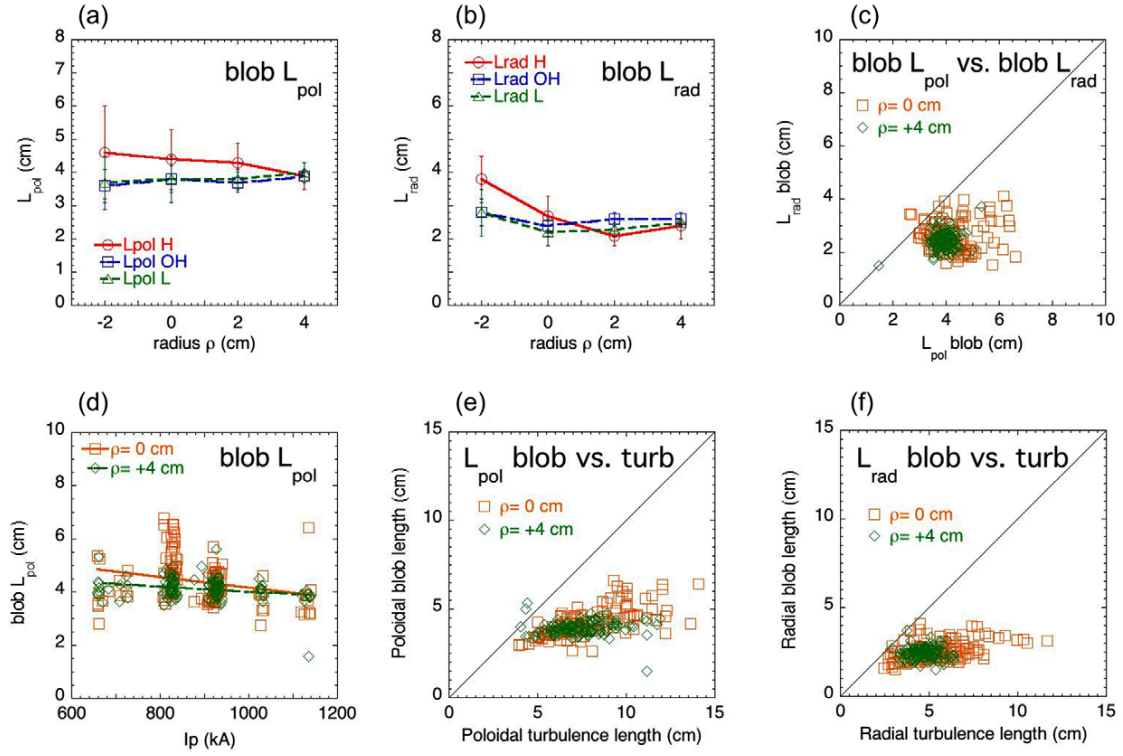 (a)
blob L pol
8
7
6
5
4
3
2
1
0
L pol (cm)
Lpol H
Lpol OH
Lpol L
-2 0 2 4
radius ρ (cm)
(b)
Lrad H
Lrad OH
Lrad L
blob L rad
8
6
4
2
0
L rad (cm)
-2 0 2 4
radius ρ (cm)
(c)
blob L pol vs. blob L rad
ρ= 0 cm
ρ= +4 cm
10
8
6
4
2
0
L rad blob (cm)
0 2 4 6 8 10
L pol blob (cm)
(d)
ρ= 0 cm
ρ= +4 cm
blob L pol
10
8
6
4
2
0
blob L pol (cm)
600 800 1000 1200
Ip (kA)
(e)
L pol blob vs. turb
ρ= 0 cm
ρ= +4 cm
15
10
5
0
Poloidal blob length (cm)
0 5 10 15
Poloidal turbulence length (cm)
(f)
L rad blob vs. turb
ρ= 0 cm
ρ= +4 cm
15
10
5
0
Radial blob length (cm)
0 5 10 15
Radial turbulence length (cm)